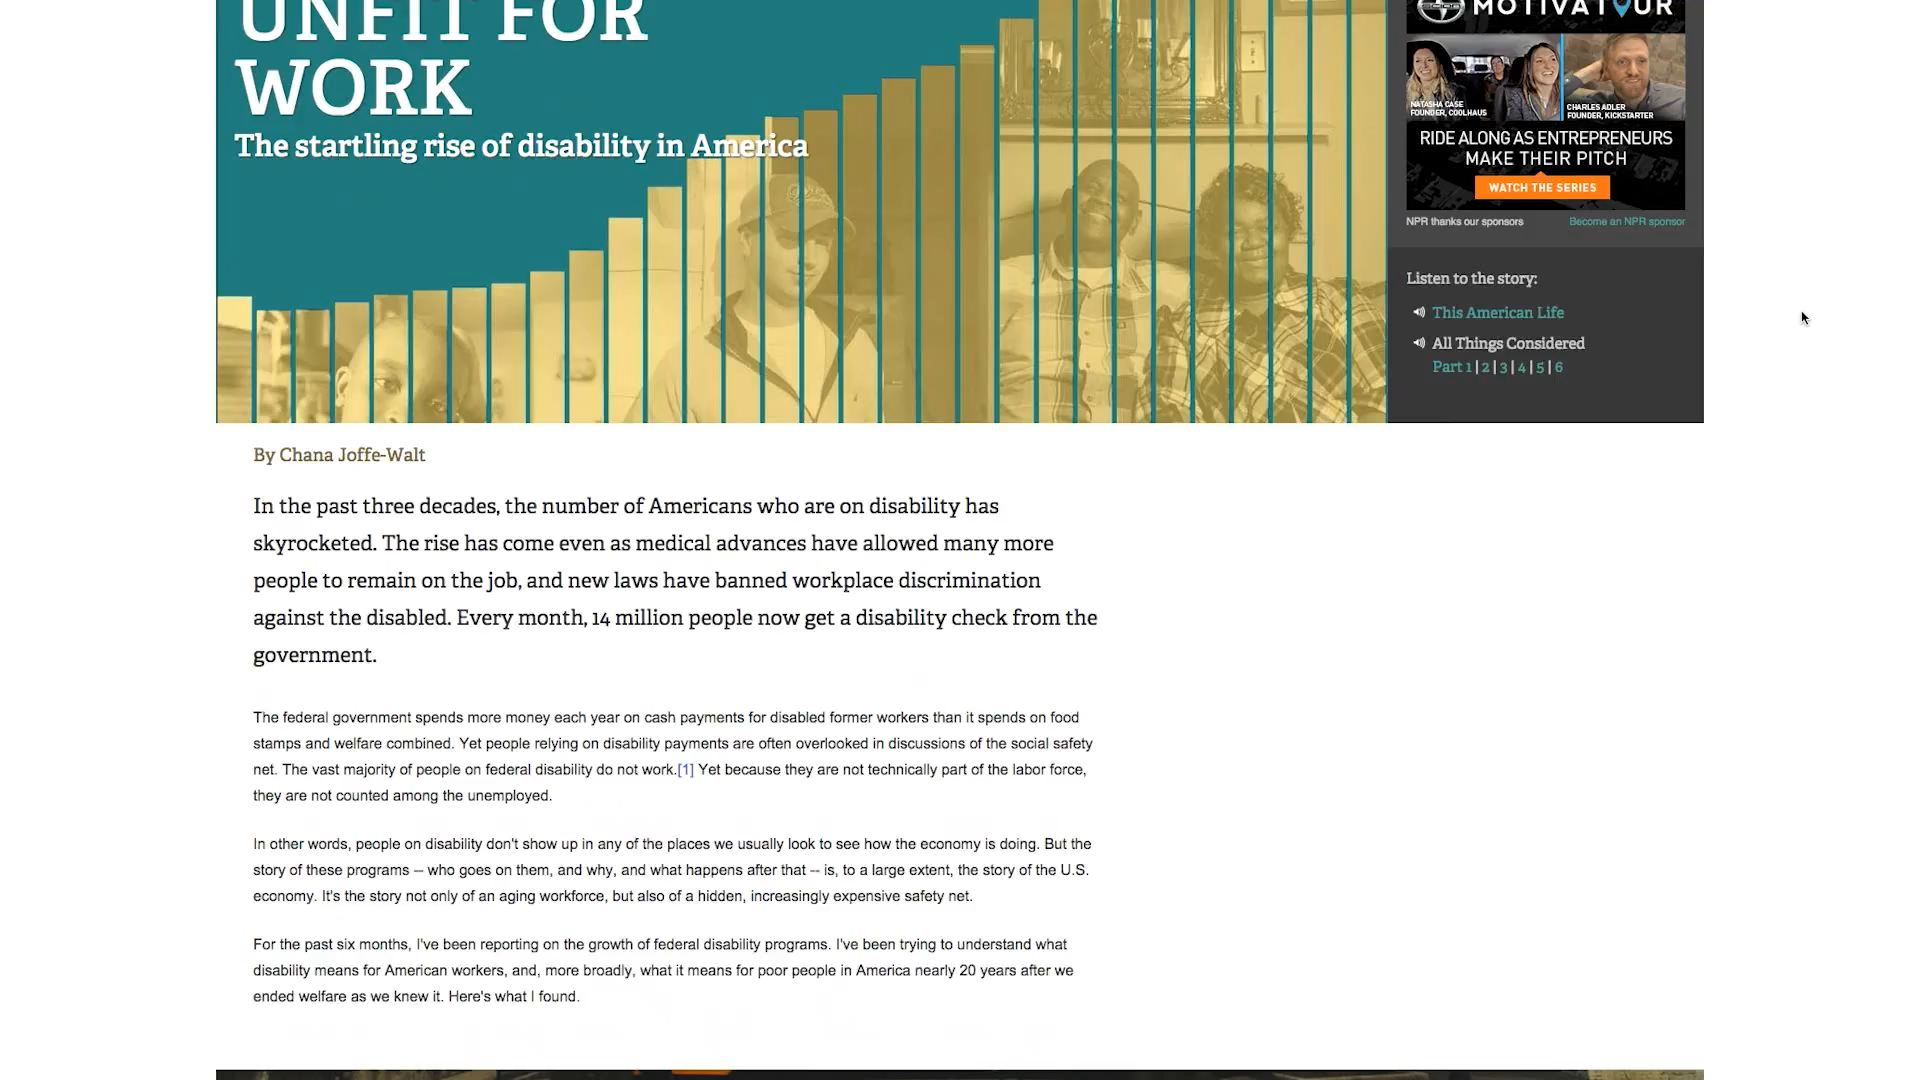 UNFIT FOR
WORK
The startling rise of disability in America
MOTIVATOUR
NATASHA CASE
FOUNDER, COOLHAUS
CHARLES ADLER
FOUNDER, KICKSTARTER
RIDE ALONG AS ENTREPRENEURS
MAKE THEIR PITCH
WATCH THE SERIES
NPR thanks our sponsors
Become an NPR sponsor
Listen to the story:
This American Life
All Things Considered
Part 1 | 2 | 3 | 4 | 5 | 6
By Chana Joffe-Walt
In the past three decades, the number of Americans who are on disability has
skyrocketed. The rise has come even as medical advances have allowed many more
people to remain on the job, and new laws have banned workplace discrimination
against the disabled. Every month, 14 million people now get a disability check from the
government.
The federal government spends more money each year on cash payments for disabled former workers than it spends on food
stamps and welfare combined. Yet people relying on disability payments are often overlooked in discussions of the social safety
net. The vast majority of people on federal disability do not work.[1] Yet because they are not technically part of the labor force,
they are not counted among the unemployed.
In other words, people on disability don't show up in any of the places we usually look to see how the economy is doing. But the
story of these programs -- who goes on them, and why, and what happens after that -- is, to a large extent, the story of the U.S.
economy. It's the story not only of an aging workforce, but also of a hidden, increasingly expensive safety net.
For the past six months, I've been reporting on the growth of federal disability programs. I've been trying to understand what
disability means for American workers, and, more broadly, what it means for poor people in America nearly 20 years after we
ended welfare as we knew it. Here's what I found.